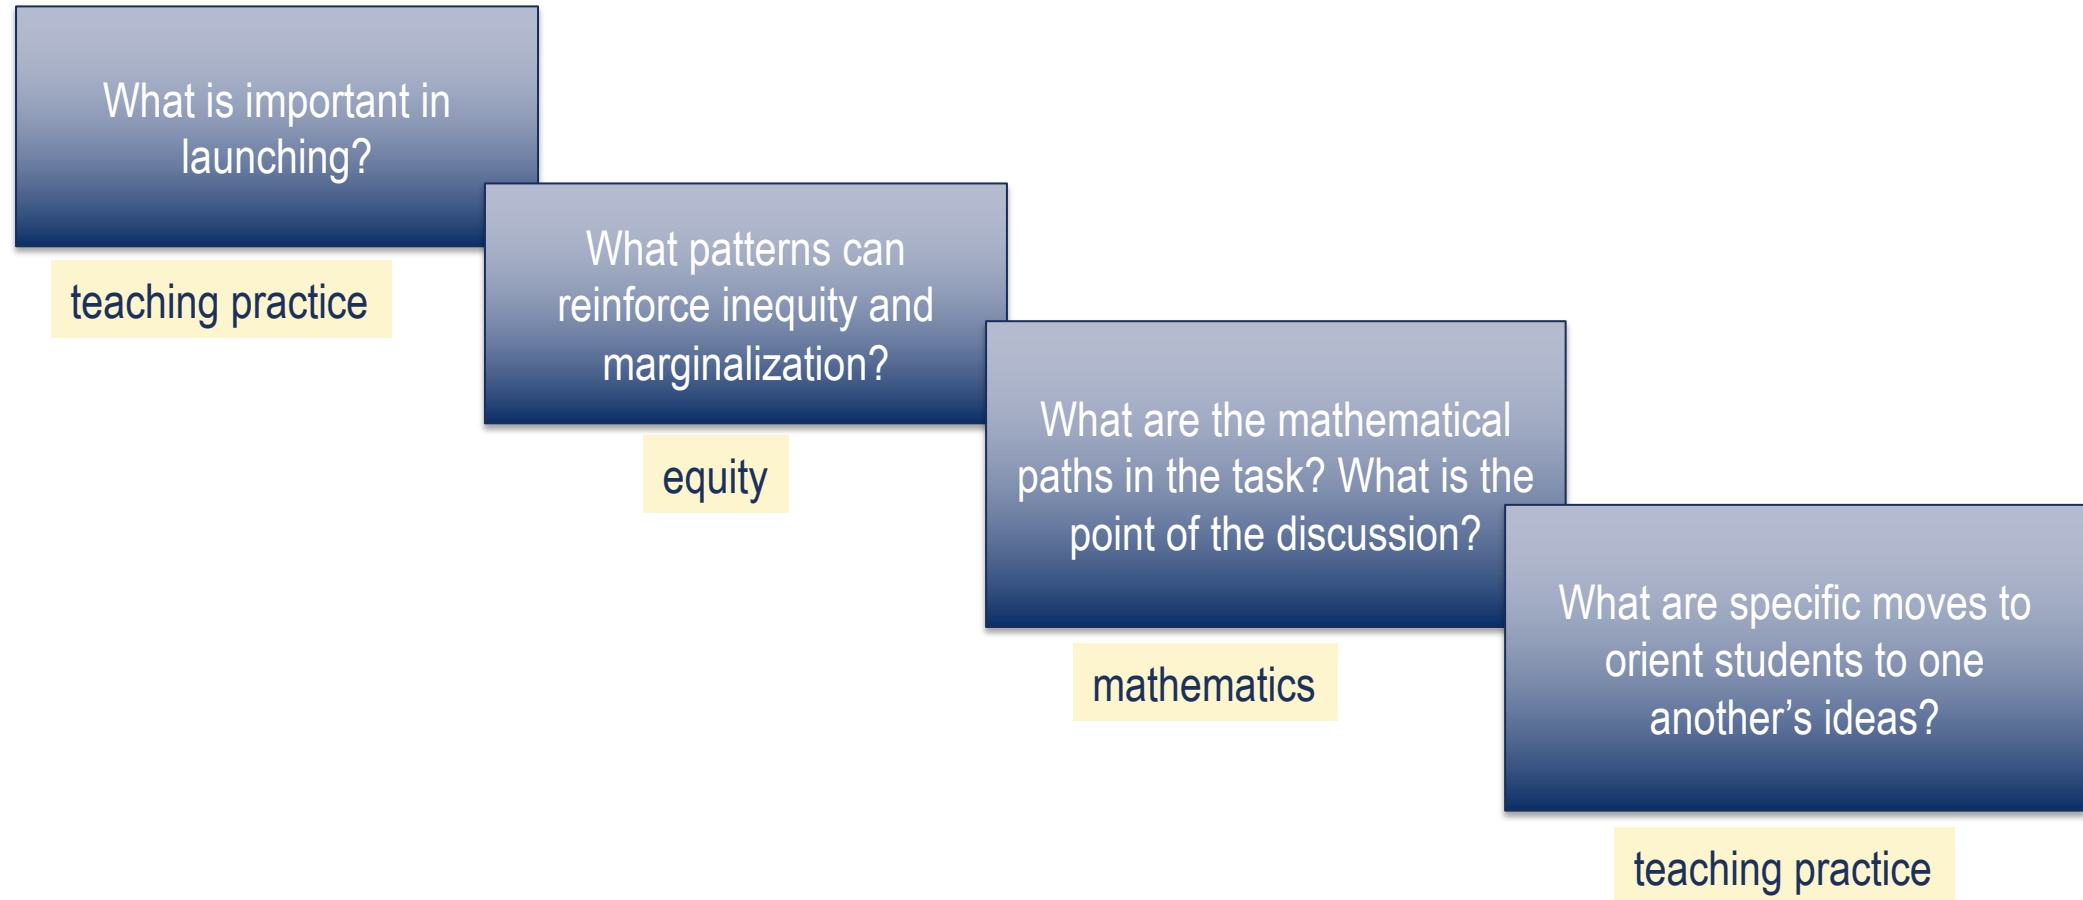 What is important in
launching?
teaching practice
What patterns can
reinforce inequity and
marginalization?
equity
What are the mathematical
paths in the task? What is the
point of the discussion?
mathematics
What are specific moves to
orient students to one
another’s ideas?
teaching practice